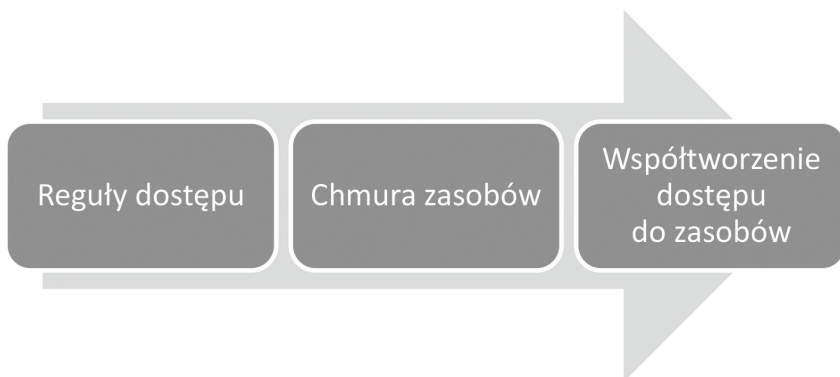 Reguły dostępu
Chmura zasobów
Współtworzenie
dostępu
do zasobów